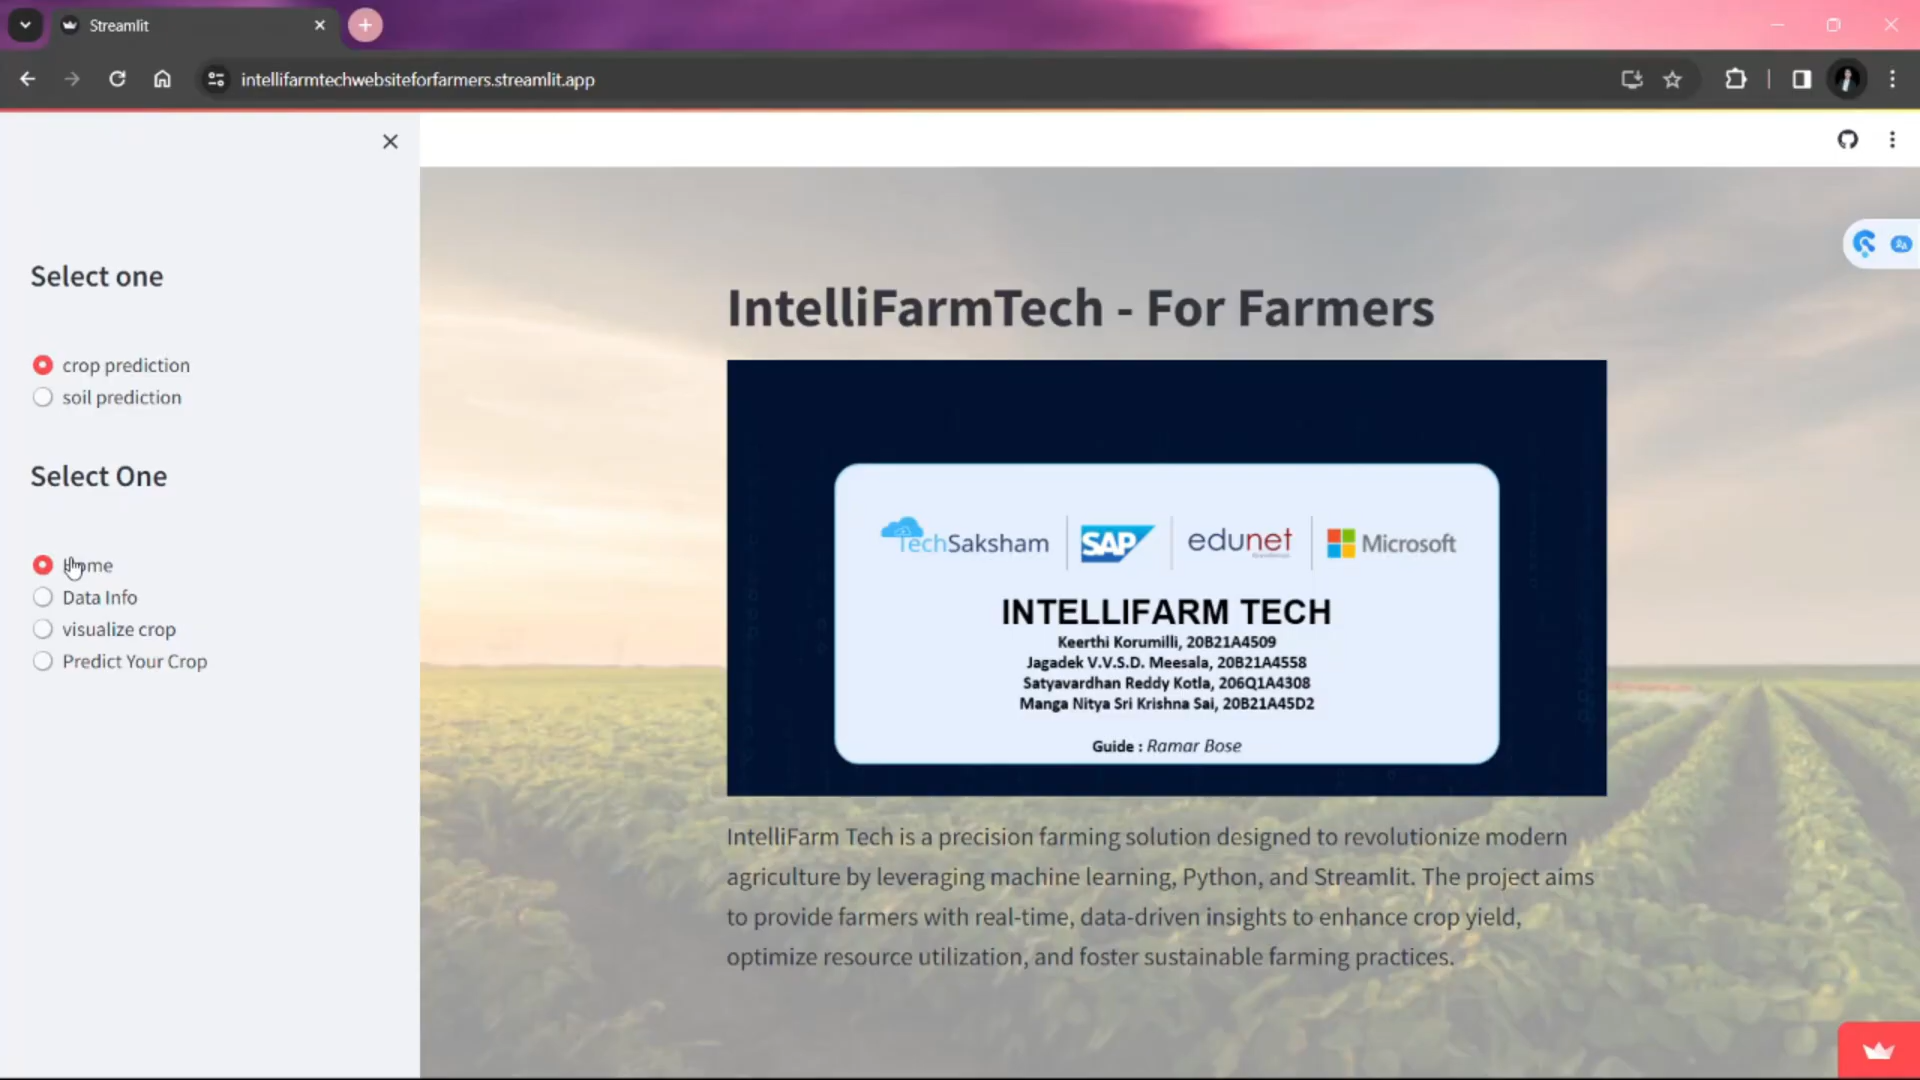 Streamlit
intellifarmtechwebsiteforfarmers.streamlit.app
Select one
crop prediction
soil prediction
Select One
Home
Data Info
visualize crop
Predict Your Crop
IntelliFarmTech - For Farmers
TechSaksham SAP edunet Microsoft
INTELLIFARM TECH
Keerthi Korumilli, 20B21A4509
Jagadek V.V.S.D. Meesala, 20B21A4558
Satyavardhan Reddy Kotla, 206Q1A4308
Manga Nitya Sri Krishna Sai, 20B21A45D2
Guide : Ramar Bose
IntelliFarm Tech is a precision farming solution designed to revolutionize modern
agriculture by leveraging machine learning, Python, and Streamlit. The project aims
to provide farmers with real-time, data-driven insights to enhance crop yield,
optimize resource utilization, and foster sustainable farming practices.